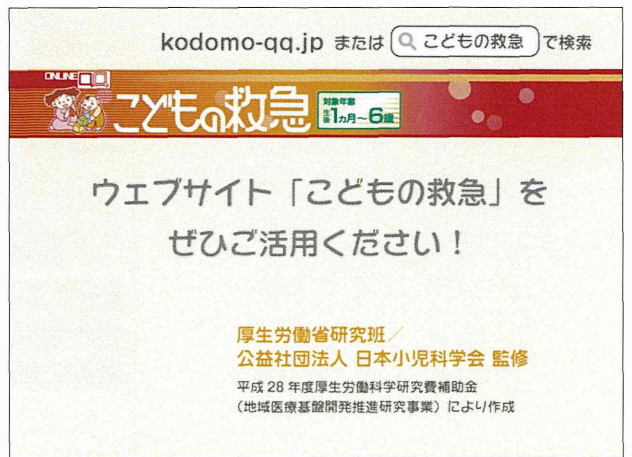 kodomo-qq.jp または こどもの救急 で検索
ONLINE QQ
こどもの救急 対象年齢 生後1ヵ月～6歳
ウェブサイト「こどもの救急」を
ぜひご活用ください！
厚生労働省研究班／
公益社団法人 日本小児科学会 監修
平成 28 年度厚生労働科学研究費補助金
（地域医療基盤開発推進研究事業）により作成